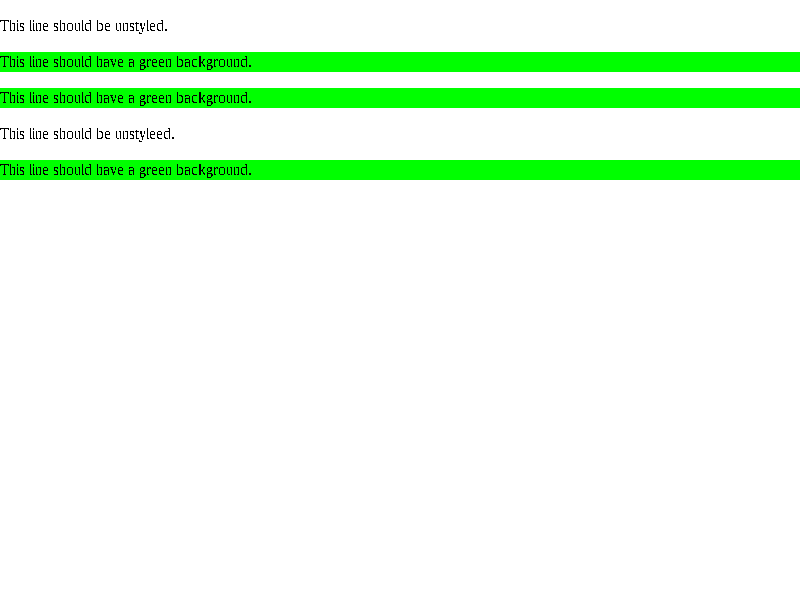 This line should be unstyled.
This line should have a green background.
This line should have a green background.
This line should be unstyleed.
This line should have a green background.